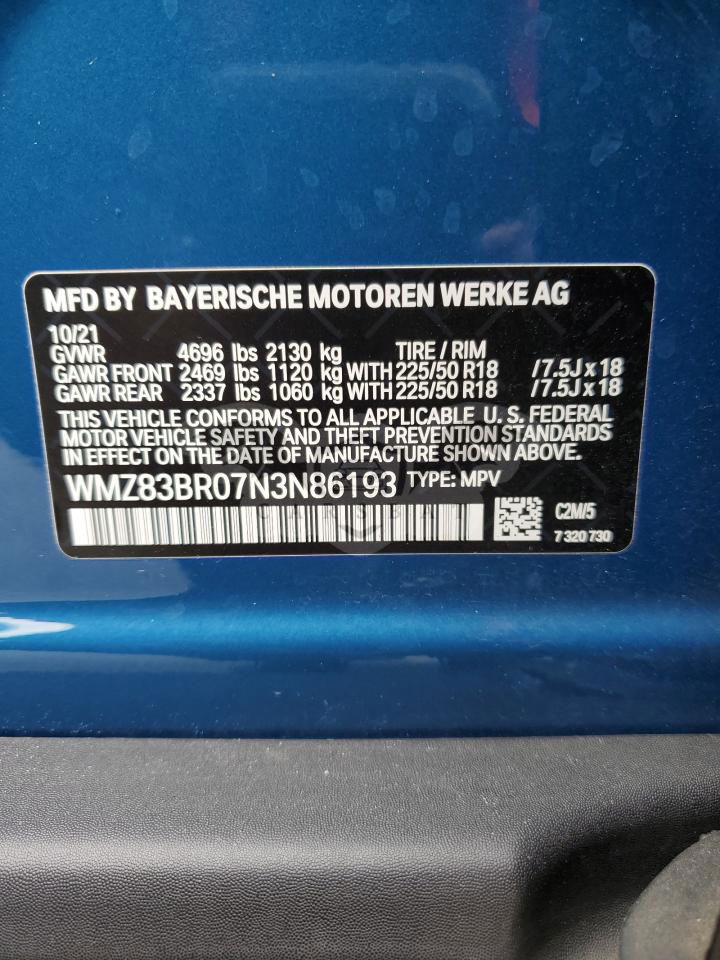 MFD BY BAYERISCHE MOTOREN WERKE AG
10/21
GVWR 4696 lbs 2130 kg TIRE / RIM
GAWR FRONT 2469 lbs 1120 kg WITH 225/50 R18 /7.5J x 18
GAWR REAR 2337 lbs 1060 kg WITH 225/50 R18 /7.5J x 18
THIS VEHICLE CONFORMS TO ALL APPLICABLE U. S. FEDERAL
MOTOR VEHICLE SAFETY AND THEFT PREVENTION STANDARDS
IN EFFECT ON THE DATE OF MANUFACTURE SHOWN ABOVE.
WMZ83BR07N3N86193 TYPE: MPV
C2M/5
7 320 730